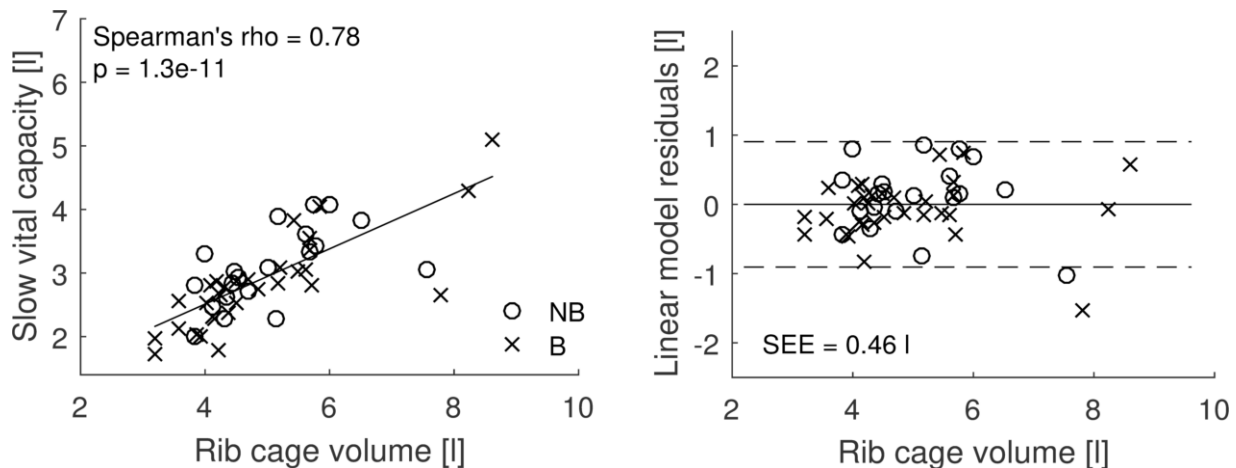 7
6
5
4
3
2
Slow vital capacity [l]
Spearman's rho = 0.78
p = 1.3e-11
NB
B
2 4 6 8 10
Rib cage volume [l]
2
1
0
-1
-2
Linear model residuals [l]
SEE = 0.46 l
2 4 6 8 10
Rib cage volume [l]